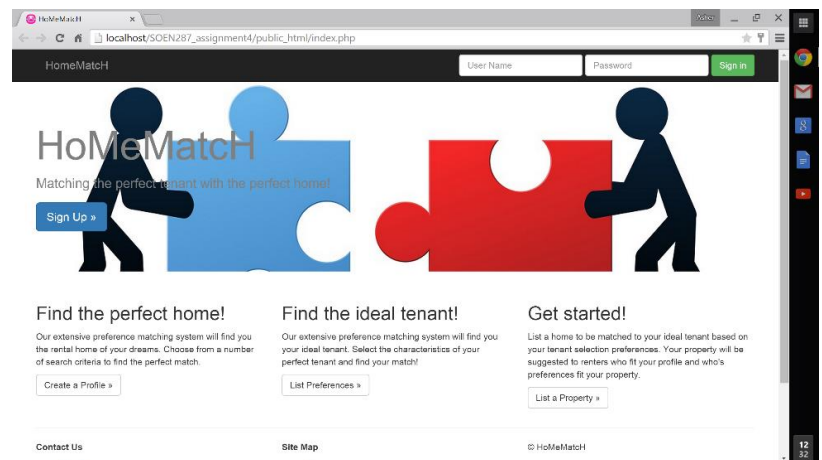 HoMeMatcH
Ashes
localhost/SOEN287_assignment4/public_html/index.php
HomeMatcH
User Name
Password
Sign in
HoMeMatcH
Matching the perfect tenant with the perfect home!
Sign Up »
Find the perfect home!
Our extensive preference matching system will find you
the rental home of your dreams. Choose from a number
of search criteria to find the perfect match.
Create a Profile »
Find the ideal tenant!
Our extensive preference matching system will find you
your ideal tenant. Select the characteristics of your
perfect tenant and find your match!
List Preferences »
Get started!
List a home to be matched to your ideal tenant based on
your tenant selection preferences. Your property will be
suggested to renters who fit your profile and who's
preferences fit your property.
List a Property »
Contact Us
Site Map
© HoMeMatcH
8
12
32